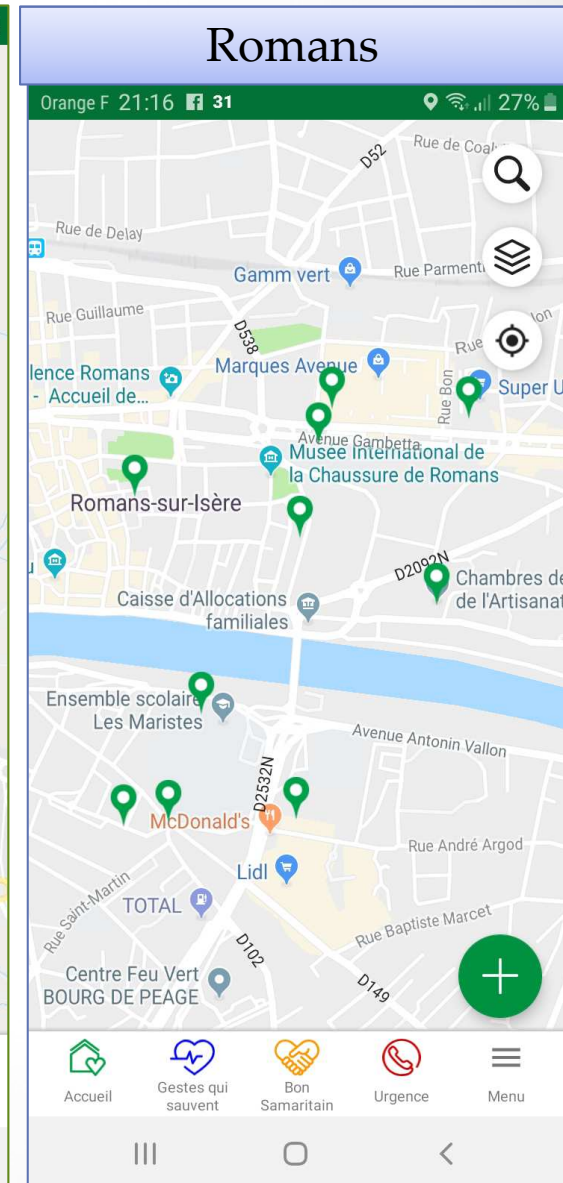 Romans
Orange F 21:16 31 27%
D52
Rue de Coal
Rue de Delay
Gamm vert
Rue Parmenti
Rue Guillaume
D538
Rue
lon
lence Romans
- Accueil de...
Marques Avenue
Rue Bon
Super U
Avenue Gambetta
Musée International de
la Chaussure de Romans
Romans-sur-Isère
u
D2092N
Chambres de
de l'Artisanat
Caisse d'Allocations
familiales
Ensemble scolaire
Les Maristes
Avenue Antonin Vallon
D2532N
McDonald's
Rue André Argod
Lidl
Rue Saint-Martin
TOTAL
Rue Baptiste Marcet
D102
Centre Feu Vert
BOURG DE PEAGE
D149
Accueil
Gestes qui
sauvent
Bon
Samaritain
Urgence
Menu